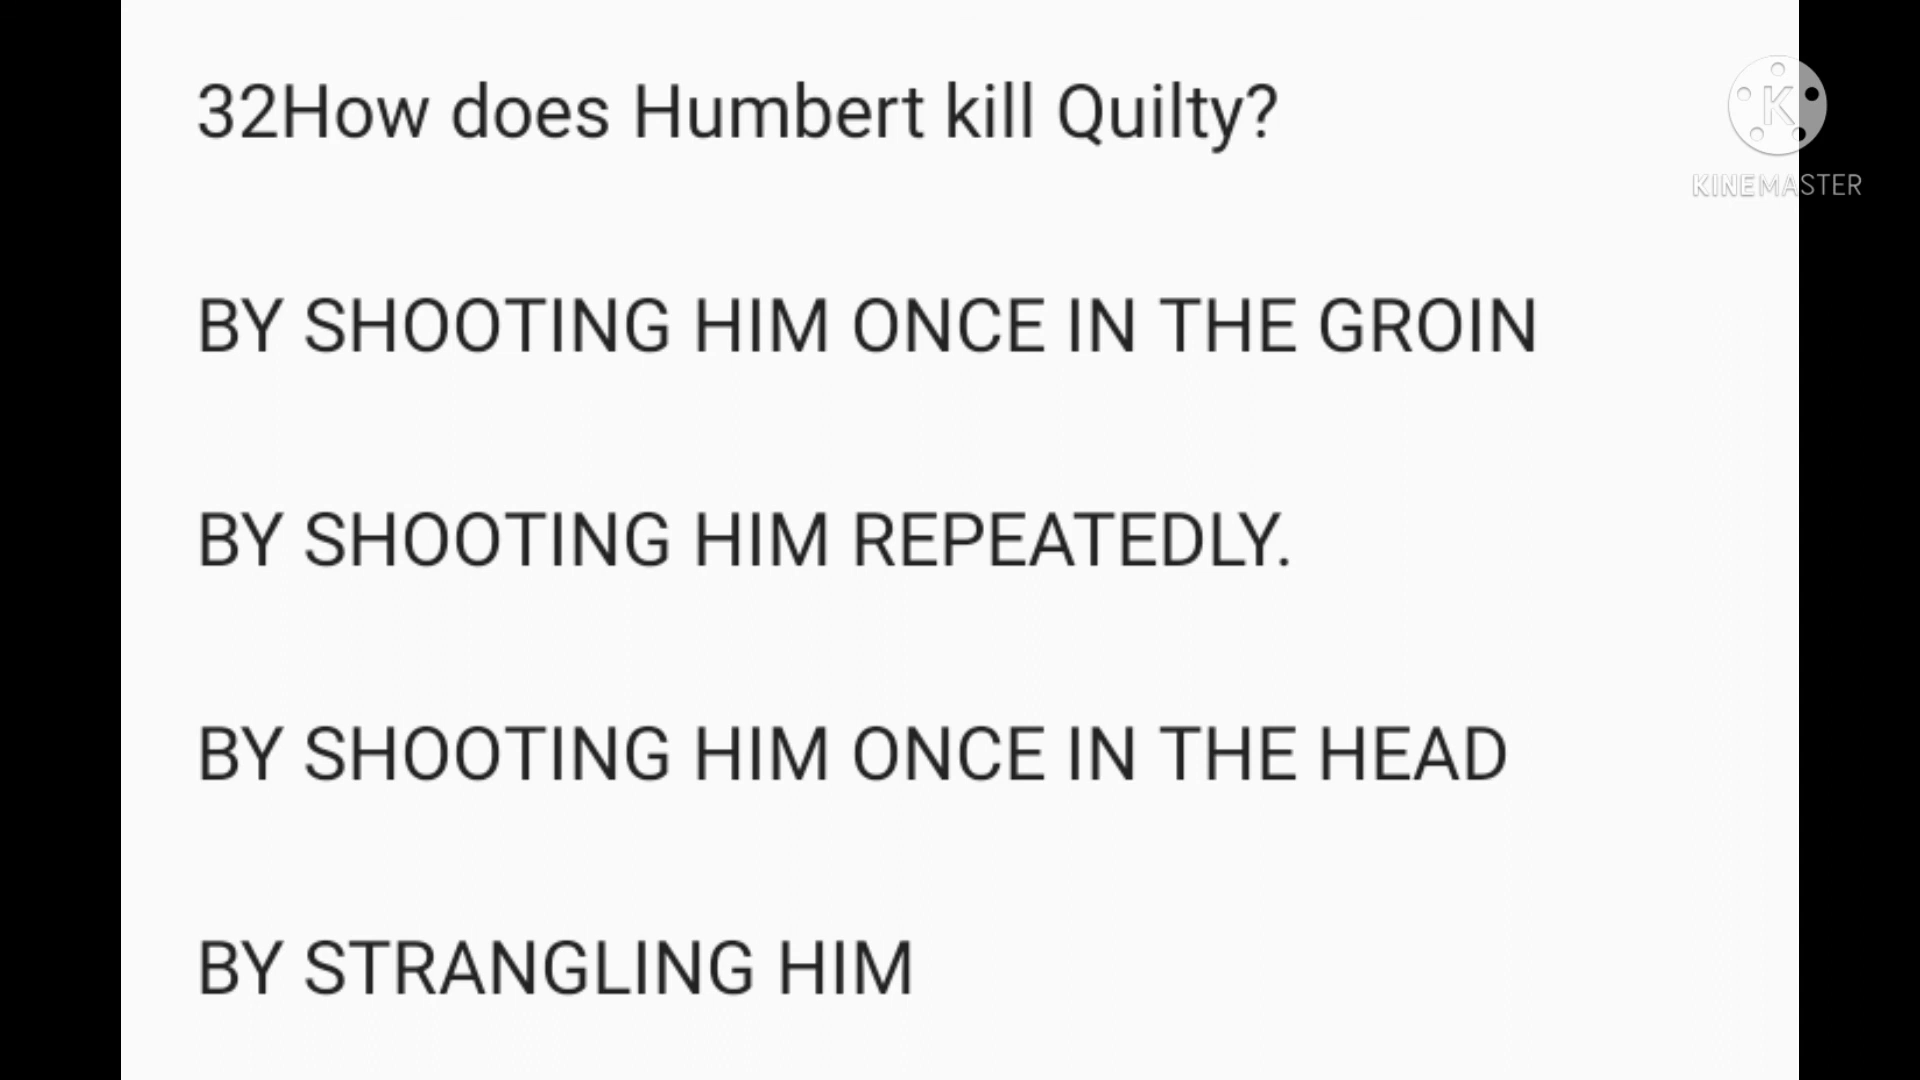 32How does Humbert kill Quilty?
KINEMASTER
BY SHOOTING HIM ONCE IN THE GROIN
BY SHOOTING HIM REPEATEDLY.
BY SHOOTING HIM ONCE IN THE HEAD
BY STRANGLING HIM